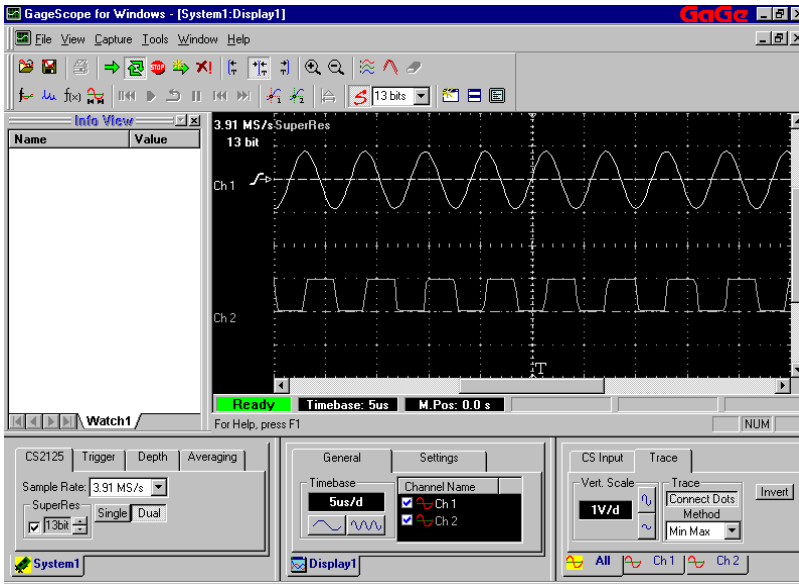 GageScope for Windows - [System1:Display1]
GaGe
File View Capture Tools Window Help
f(x)
STOP
13 bits
Info View
Name Value
3.91 MS/s SuperRes
13 bit
Ch 1
Ch 2
T
Ready Timebase: 5us M.Pos: 0.0 s
Watch1
For Help, press F1
NUM
CS2125 Trigger Depth Averaging
Sample Rate: 3.91 MS/s
SuperRes
13bit
Single Dual
System1
General Settings
Timebase
5us/d
Channel Name
Ch 1
Ch 2
Display1
CS Input Trace
Vert. Scale
1V/d
Trace
Connect Dots
Method
Min Max
Invert
All Ch 1 Ch 2